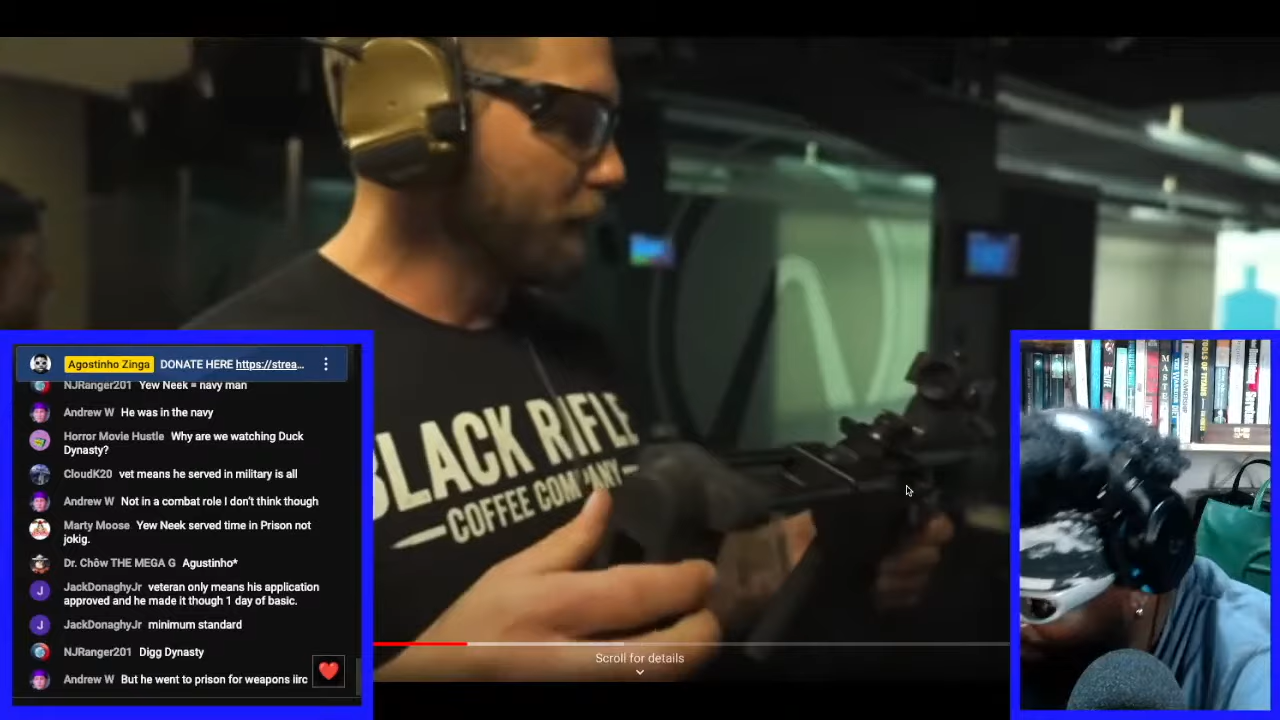 BLACK RIFLE
COFFEE COMPANY
Agostinho Zinga DONATE HERE https://strea...
NJRanger201 Yew Neek = navy man
Andrew W He was in the navy
Horror Movie Hustle Why are we watching Duck
Dynasty?
CloudK20 vet means he served in military is all
Andrew W Not in a combat role I don't think though
Marty Moose Yew Neek served time in Prison not
jokig.
Dr. Chôw THE MEGA G Agustinho*
JackDonaghyJr veteran only means his application
approved and he made it though 1 day of basic.
JackDonaghyJr minimum standard
NJRanger201 Digg Dynasty
Andrew W But he went to prison for weapons iirc
Scroll for details
TOOLS OF TITANS